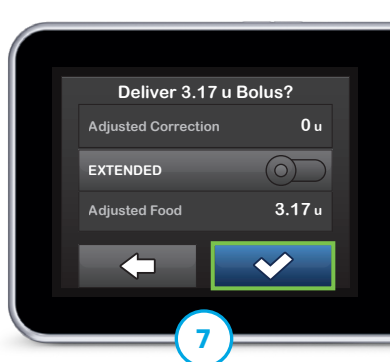 Deliver 3.17 u Bolus?
Adjusted Correction 0 u
EXTENDED
Adjusted Food 3.17 u
7